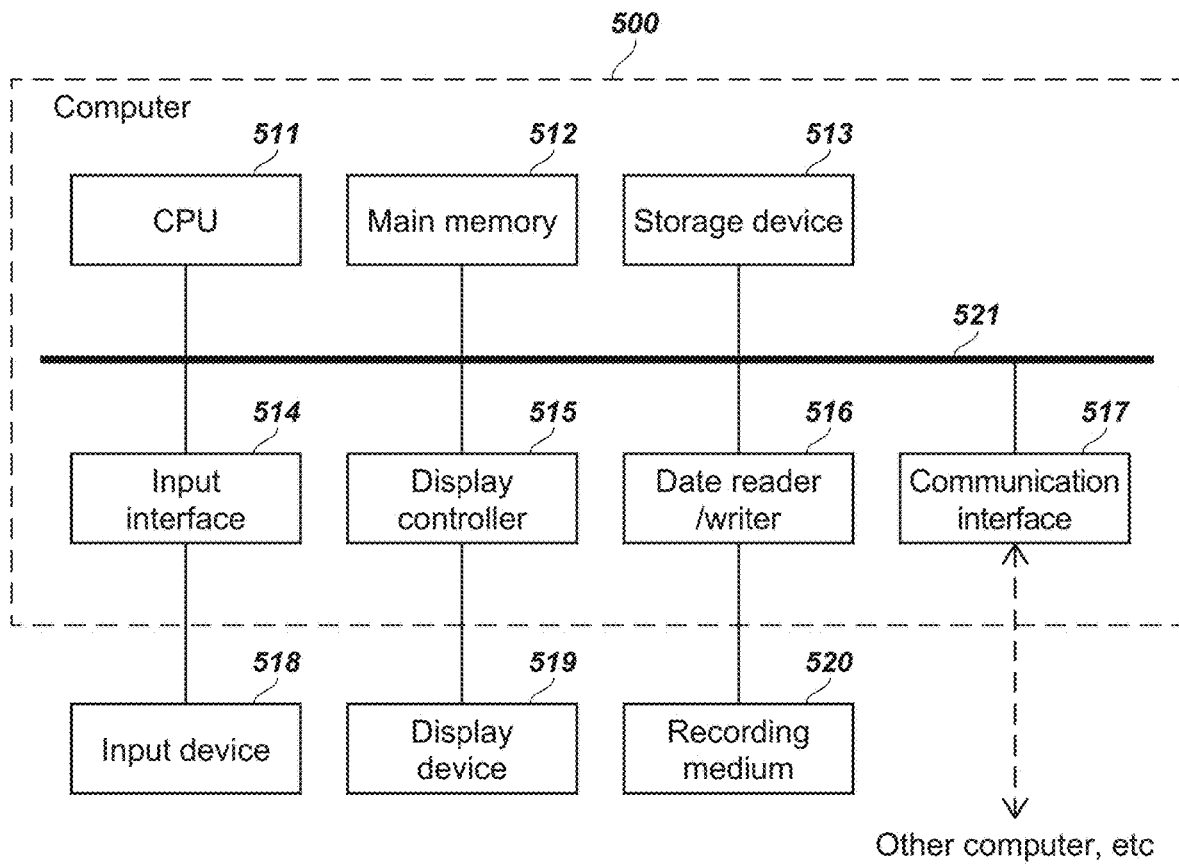 500
Computer
511
512
513
CPU
Main memory
Storage device
521
514
515
516
517
Input
interface
Display
controller
Date reader
/writer
Communication
interface
518
519
520
Input device
Display
device
Recording
medium
Other computer, etc